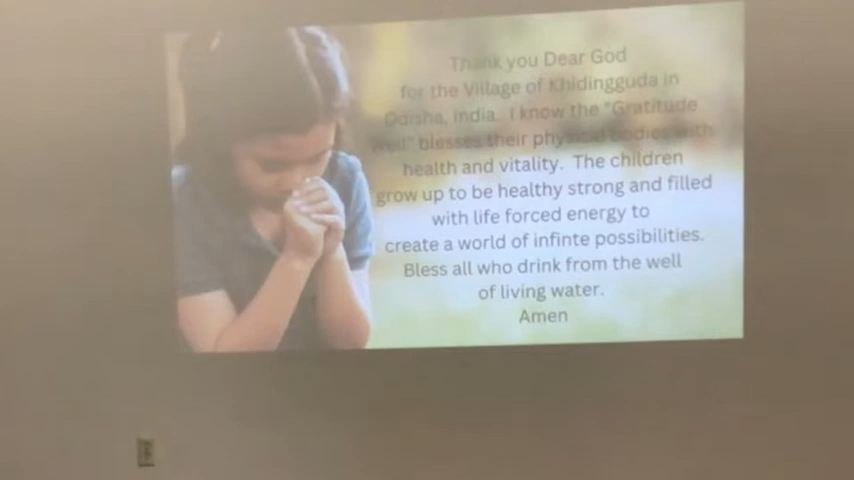 Thank you Dear God
for the Village of Khidingguda in
Odisha, India. I know the "Gratitude
Well" blesses their physical bodies with
health and vitality. The children
grow up to be healthy strong and filled
with life forced energy to
create a world of infinte possibilities.
Bless all who drink from the well
of living water.
Amen